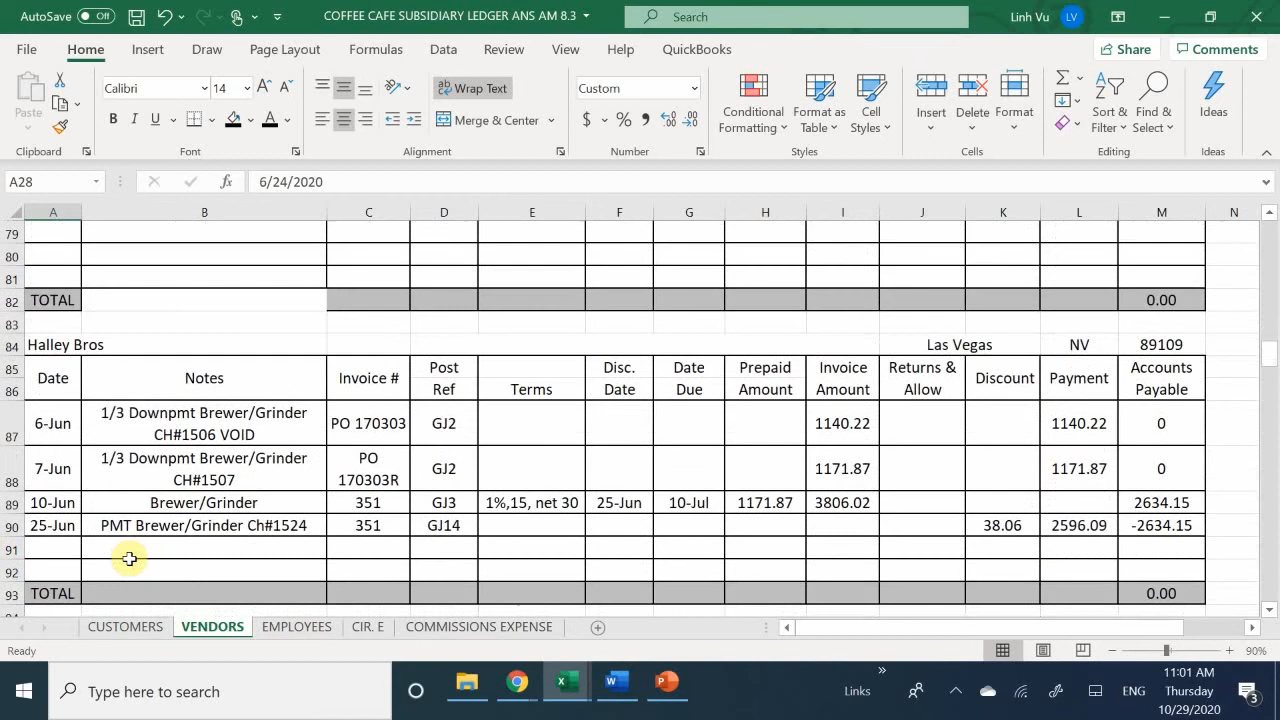 AutoSave Off COFFEE CAFE SUBSIDIARY LEDGER ANS AM 8.3 Search Linh Vu LV
File Home Insert Draw Page Layout Formulas Data Review View Help QuickBooks Share Comments
Paste Calibri 14 Wrap Text Custom
B I U Merge & Center $ % Conditional Formatting Format as Table Cell Styles Insert Delete Format Sort & Filter Find & Select Ideas
Clipboard Font Alignment Number Styles Cells Editing Ideas
A28 fx 6/24/2020
A B C D E F G H I J K L M N
79
80
81
82 TOTAL 0.00
83
84 Halley Bros Las Vegas NV 89109
85 Date Notes Invoice # Post Terms Disc. Date Prepaid Invoice Returns & Discount Payment Accounts
86 Ref Date Due Amount Amount Allow Payable
87 6-Jun 1/3 Downpmt Brewer/Grinder CH#1506 VOID PO 170303 GJ2 1140.22 1140.22 0
88 7-Jun 1/3 Downpmt Brewer/Grinder CH#1507 PO 170303R GJ2 1171.87 1171.87 0
89 10-Jun Brewer/Grinder 351 GJ3 1%,15, net 30 25-Jun 10-Jul 1171.87 3806.02 2634.15
90 25-Jun PMT Brewer/Grinder Ch#1524 351 GJ14 38.06 2596.09 -2634.15
91
92
93 TOTAL 0.00
CUSTOMERS VENDORS EMPLOYEES CIR. E COMMISSIONS EXPENSE
Ready 90%
Type here to search Links ENG 11:01 AM
Thursday
10/29/2020 3